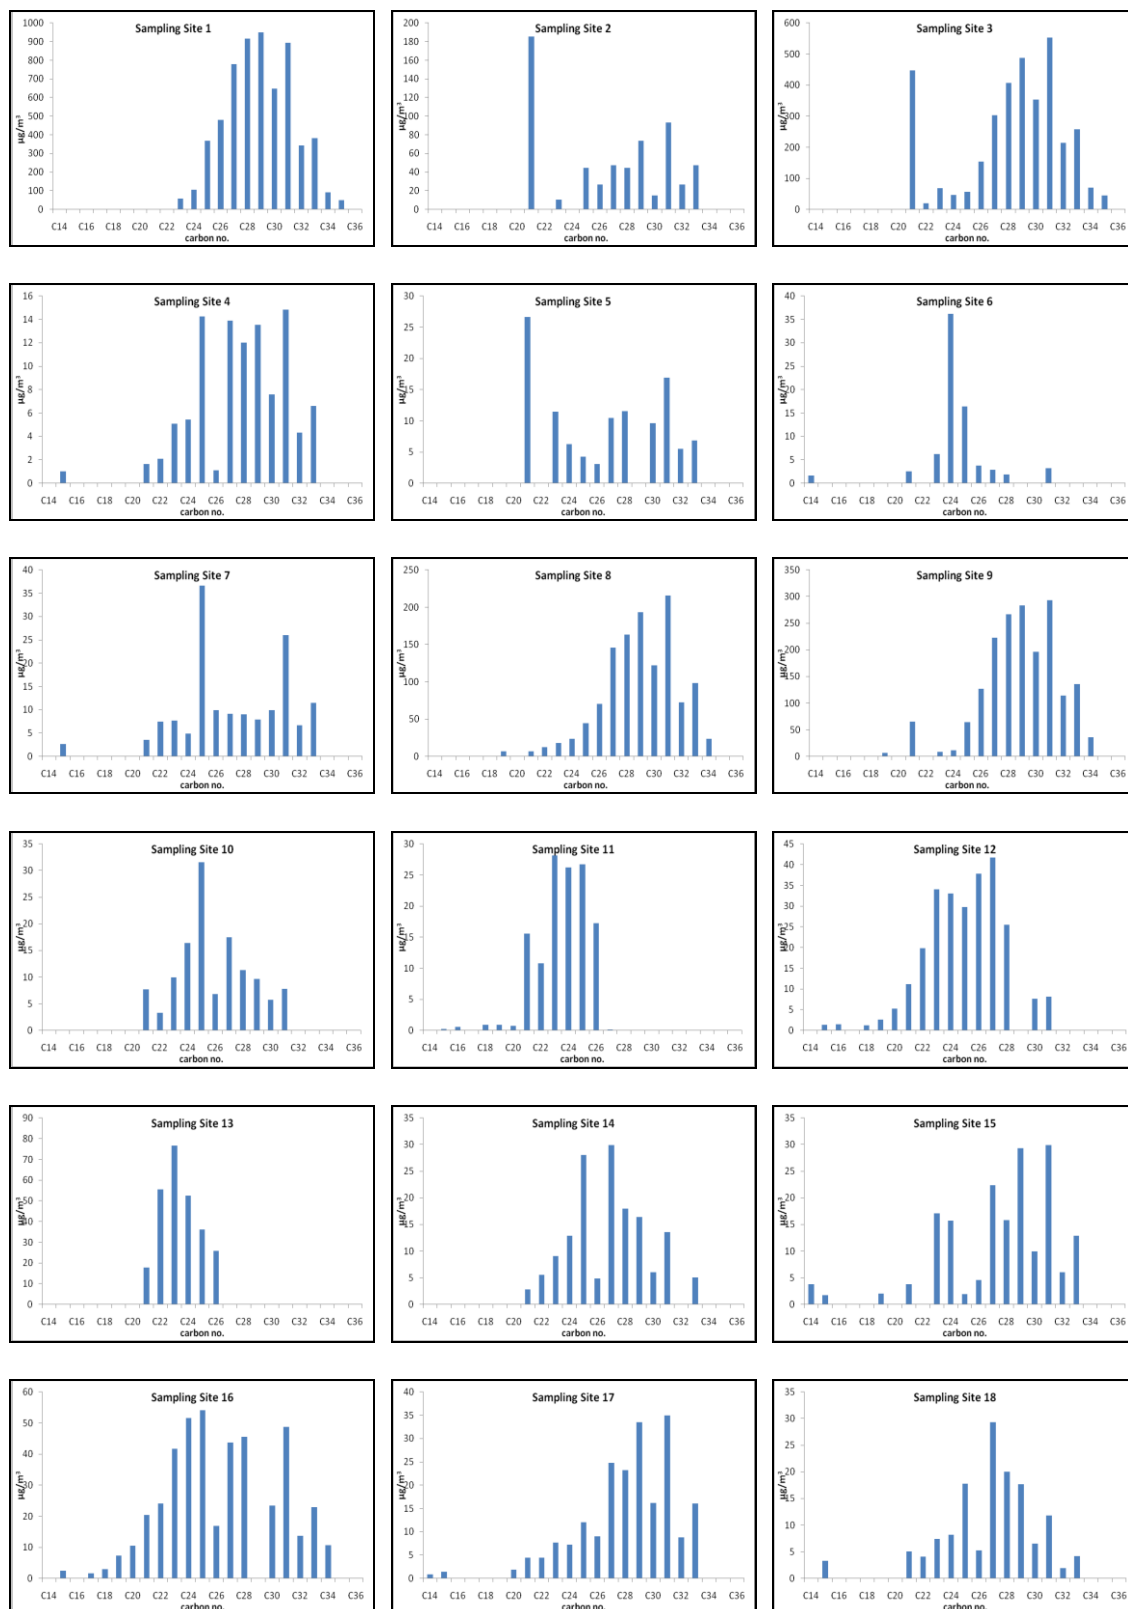 Sampling Site 1
1000
900
800
700
600
500
400
300
200
100
0
µg/m³
C14 C16 C18 C20 C22 C24 C26 C28 C30 C32 C34 C36
carbon no.
Sampling Site 2
200
180
160
140
120
100
80
60
40
20
0
µg/m³
C14 C16 C18 C20 C22 C24 C26 C28 C30 C32 C34 C36
carbon no.
Sampling Site 3
600
500
400
300
200
100
0
µg/m³
C14 C16 C18 C20 C22 C24 C26 C28 C30 C32 C34 C36
carbon no.
Sampling Site 4
16
14
12
10
8
6
4
2
0
µg/m³
C14 C16 C18 C20 C22 C24 C26 C28 C30 C32 C34 C36
carbon no.
Sampling Site 5
30
25
20
15
10
5
0
µg/m³
C14 C16 C18 C20 C22 C24 C26 C28 C30 C32 C34 C36
carbon no.
Sampling Site 6
40
35
30
25
20
15
10
5
0
µg/m³
C14 C16 C18 C20 C22 C24 C26 C28 C30 C32 C34 C36
carbon no.
Sampling Site 7
40
35
30
25
20
15
10
5
0
µg/m³
C14 C16 C18 C20 C22 C24 C26 C28 C30 C32 C34 C36
carbon no.
Sampling Site 8
250
200
150
100
50
0
µg/m³
C14 C16 C18 C20 C22 C24 C26 C28 C30 C32 C34 C36
carbon no.
Sampling Site 9
350
300
250
200
150
100
50
0
µg/m³
C14 C16 C18 C20 C22 C24 C26 C28 C30 C32 C34 C36
carbon no.
Sampling Site 10
35
30
25
20
15
10
5
0
µg/m³
C14 C16 C18 C20 C22 C24 C26 C28 C30 C32 C34 C36
carbon no.
Sampling Site 11
30
25
20
15
10
5
0
µg/m³
C14 C16 C18 C20 C22 C24 C26 C28 C30 C32 C34 C36
carbon no.
Sampling Site 12
45
40
35
30
25
20
15
10
5
0
µg/m³
C14 C16 C18 C20 C22 C24 C26 C28 C30 C32 C34 C36
carbon no.
Sampling Site 13
90
80
70
60
50
40
30
20
10
0
µg/m³
C14 C16 C18 C20 C22 C24 C26 C28 C30 C32 C34 C36
carbon no.
Sampling Site 14
35
30
25
20
15
10
5
0
µg/m³
C14 C16 C18 C20 C22 C24 C26 C28 C30 C32 C34 C36
carbon no.
Sampling Site 15
35
30
25
20
15
10
5
0
µg/m³
C14 C16 C18 C20 C22 C24 C26 C28 C30 C32 C34 C36
carbon no.
Sampling Site 16
60
50
40
30
20
10
0
µg/m³
C14 C16 C18 C20 C22 C24 C26 C28 C30 C32 C34 C36
carbon no.
Sampling Site 17
40
35
30
25
20
15
10
5
0
µg/m³
C14 C16 C18 C20 C22 C24 C26 C28 C30 C32 C34 C36
carbon no.
Sampling Site 18
35
30
25
20
15
10
5
0
µg/m³
C14 C16 C18 C20 C22 C24 C26 C28 C30 C32 C34 C36
carbon no.